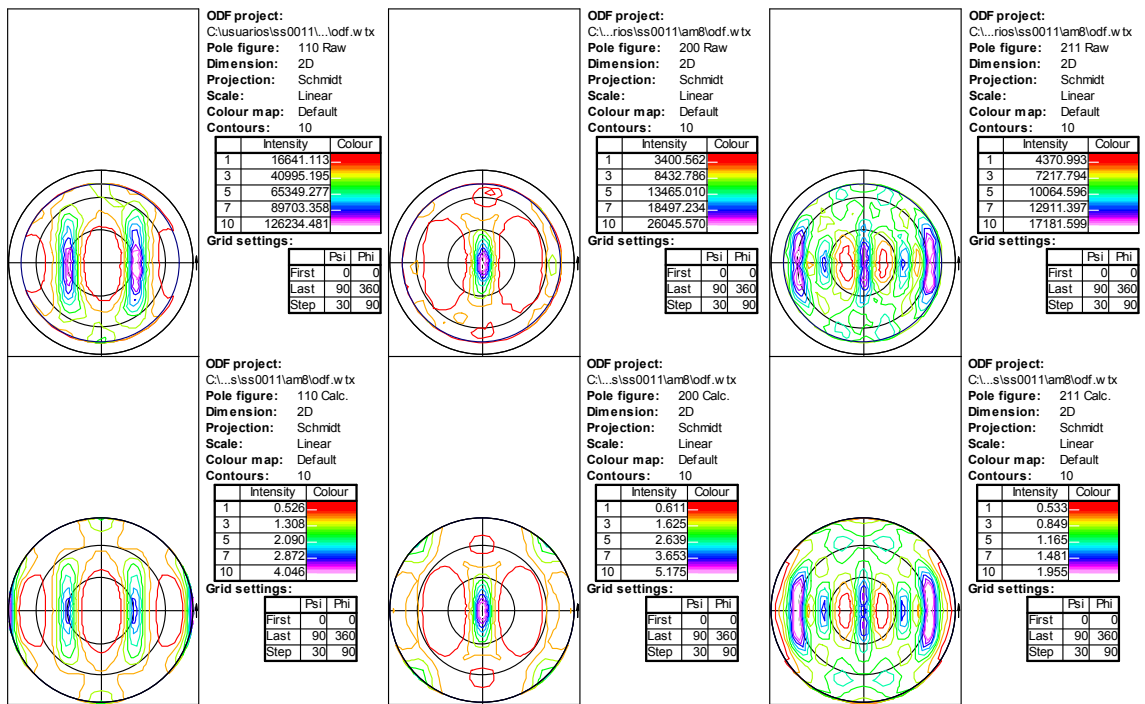 ODF project:
C:\usuarios\ss0011\...\odf.wtx
Pole figure: 110 Raw
Dimension: 2D
Projection: Schmidt
Scale: Linear
Colour map: Default
Contours: 10
Intensity Colour
1 16641.113
3 40995.195
5 65349.277
7 89703.358
10 126234.481
Grid settings:
Psi Phi
First 0 0
Last 90 360
Step 30 90
ODF project:
C:\...rios\ss0011\am8\odf.wtx
Pole figure: 200 Raw
Dimension: 2D
Projection: Schmidt
Scale: Linear
Colour map: Default
Contours: 10
Intensity Colour
1 3400.562
3 8432.786
5 13465.010
7 18497.234
10 26045.570
Grid settings:
Psi Phi
First 0 0
Last 90 360
Step 30 90
ODF project:
C:\...rios\ss0011\am8\odf.wtx
Pole figure: 211 Raw
Dimension: 2D
Projection: Schmidt
Scale: Linear
Colour map: Default
Contours: 10
Intensity Colour
1 4370.993
3 7217.794
5 10064.596
7 12911.397
10 17181.599
Grid settings:
Psi Phi
First 0 0
Last 90 360
Step 30 90
ODF project:
C:\...s\ss0011\am8\odf.wtx
Pole figure: 110 Calc.
Dimension: 2D
Projection: Schmidt
Scale: Linear
Colour map: Default
Contours: 10
Intensity Colour
1 0.526
3 1.308
5 2.090
7 2.872
10 4.046
Grid settings:
Psi Phi
First 0 0
Last 90 360
Step 30 90
ODF project:
C:\...s\ss0011\am8\odf.wtx
Pole figure: 200 Calc.
Dimension: 2D
Projection: Schmidt
Scale: Linear
Colour map: Default
Contours: 10
Intensity Colour
1 0.611
3 1.625
5 2.639
7 3.653
10 5.175
Grid settings:
Psi Phi
First 0 0
Last 90 360
Step 30 90
ODF project:
C:\...s\ss0011\am8\odf.wtx
Pole figure: 211 Calc.
Dimension: 2D
Projection: Schmidt
Scale: Linear
Colour map: Default
Contours: 10
Intensity Colour
1 0.533
3 0.849
5 1.165
7 1.481
10 1.955
Grid settings:
Psi Phi
First 0 0
Last 90 360
Step 30 90